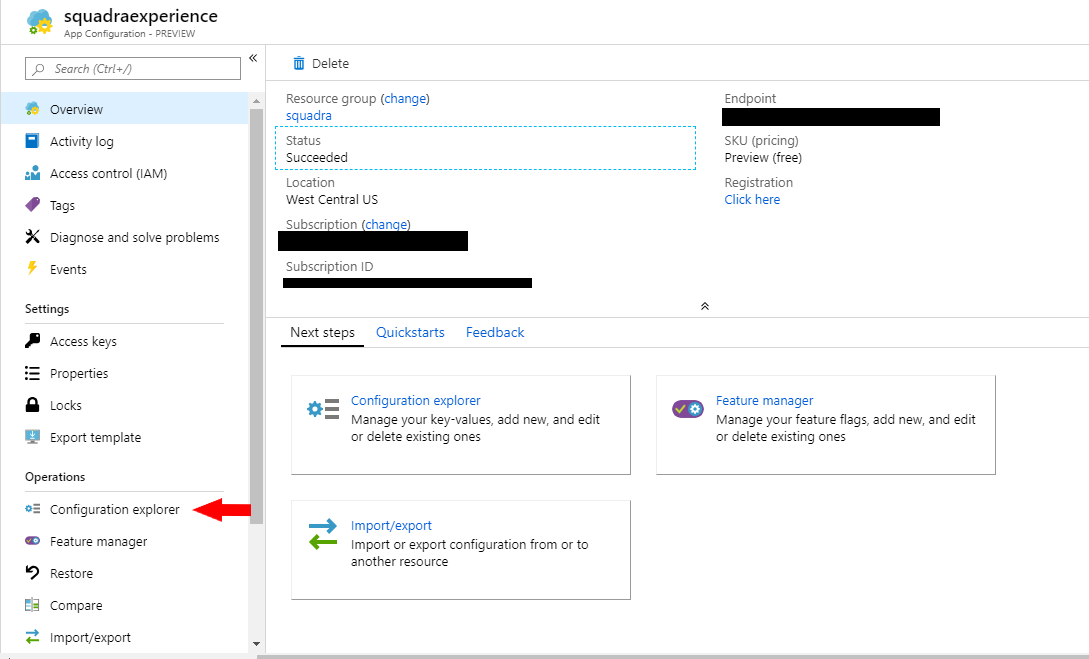 squadraexperience
App Configuration - PREVIEW
Search (Ctrl+/)
«
Overview
Activity log
Access control (IAM)
Tags
Diagnose and solve problems
Events
Settings
Access keys
Properties
Locks
Export template
Operations
Configuration explorer
Feature manager
Restore
Compare
Import/export
Delete
Resource group (change)
squadra
Status
Succeeded
Location
West Central US
Subscription (change)
Subscription ID
Endpoint
SKU (pricing)
Preview (free)
Registration
Click here
Next steps
Quickstarts
Feedback
Configuration explorer
Manage your key-values, add new, and edit
or delete existing ones
Feature manager
Manage your feature flags, add new, and edit
or delete existing ones
Import/export
Import or export configuration from or to
another resource